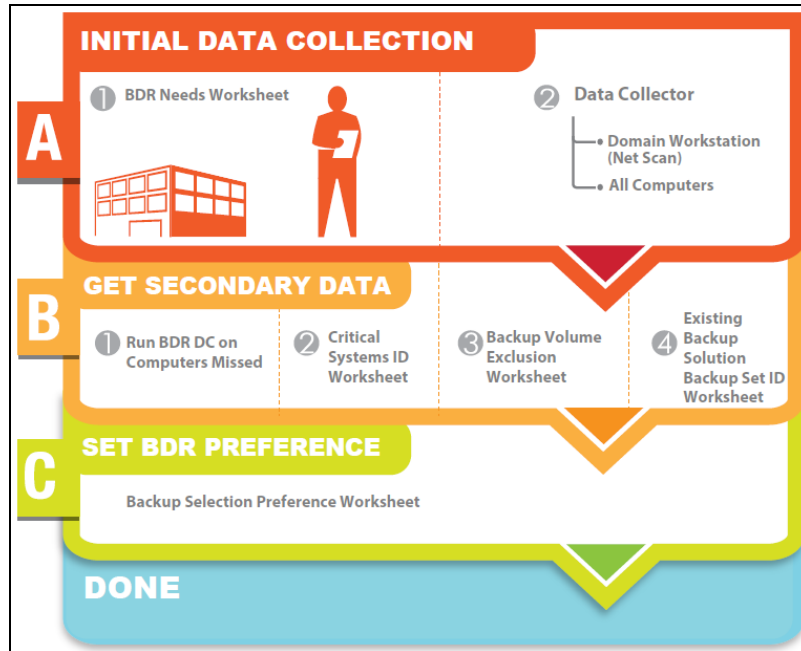 INITIAL DATA COLLECTION
A
1 BDR Needs Worksheet
2 Data Collector
Domain Workstation
(Net Scan)
All Computers
GET SECONDARY DATA
B
1 Run BDR DC on
Computers Missed
2 Critical
Systems ID
Worksheet
3 Backup Volume
Exclusion
Worksheet
4 Existing
Backup
Solution
Backup Set ID
Worksheet
SET BDR PREFERENCE
C
Backup Selection Preference Worksheet
DONE